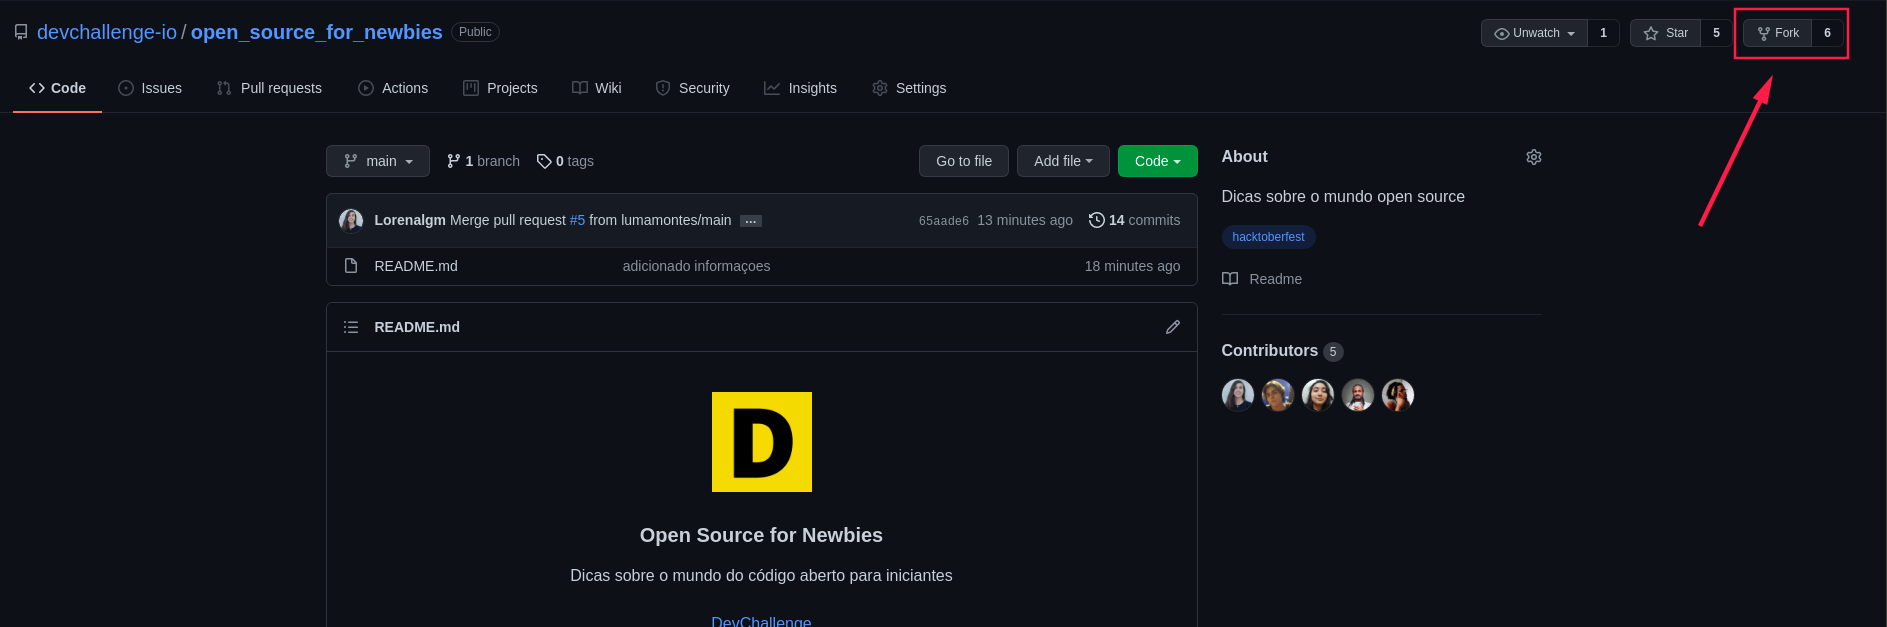 devchallenge-io / open_source_for_newbies Public
Unwatch 1 Star 5 Fork 6
Code Issues Pull requests Actions Projects Wiki Security Insights Settings
main 1 branch 0 tags Go to file Add file Code
Lorenalgm Merge pull request #5 from lumamontes/main ... 65aade6 13 minutes ago 14 commits
README.md adicionado informaçoes 18 minutes ago
README.md
D
Open Source for Newbies
Dicas sobre o mundo do código aberto para iniciantes
DevChallenge
About
Dicas sobre o mundo open source
hacktoberfest
Readme
Contributors 5